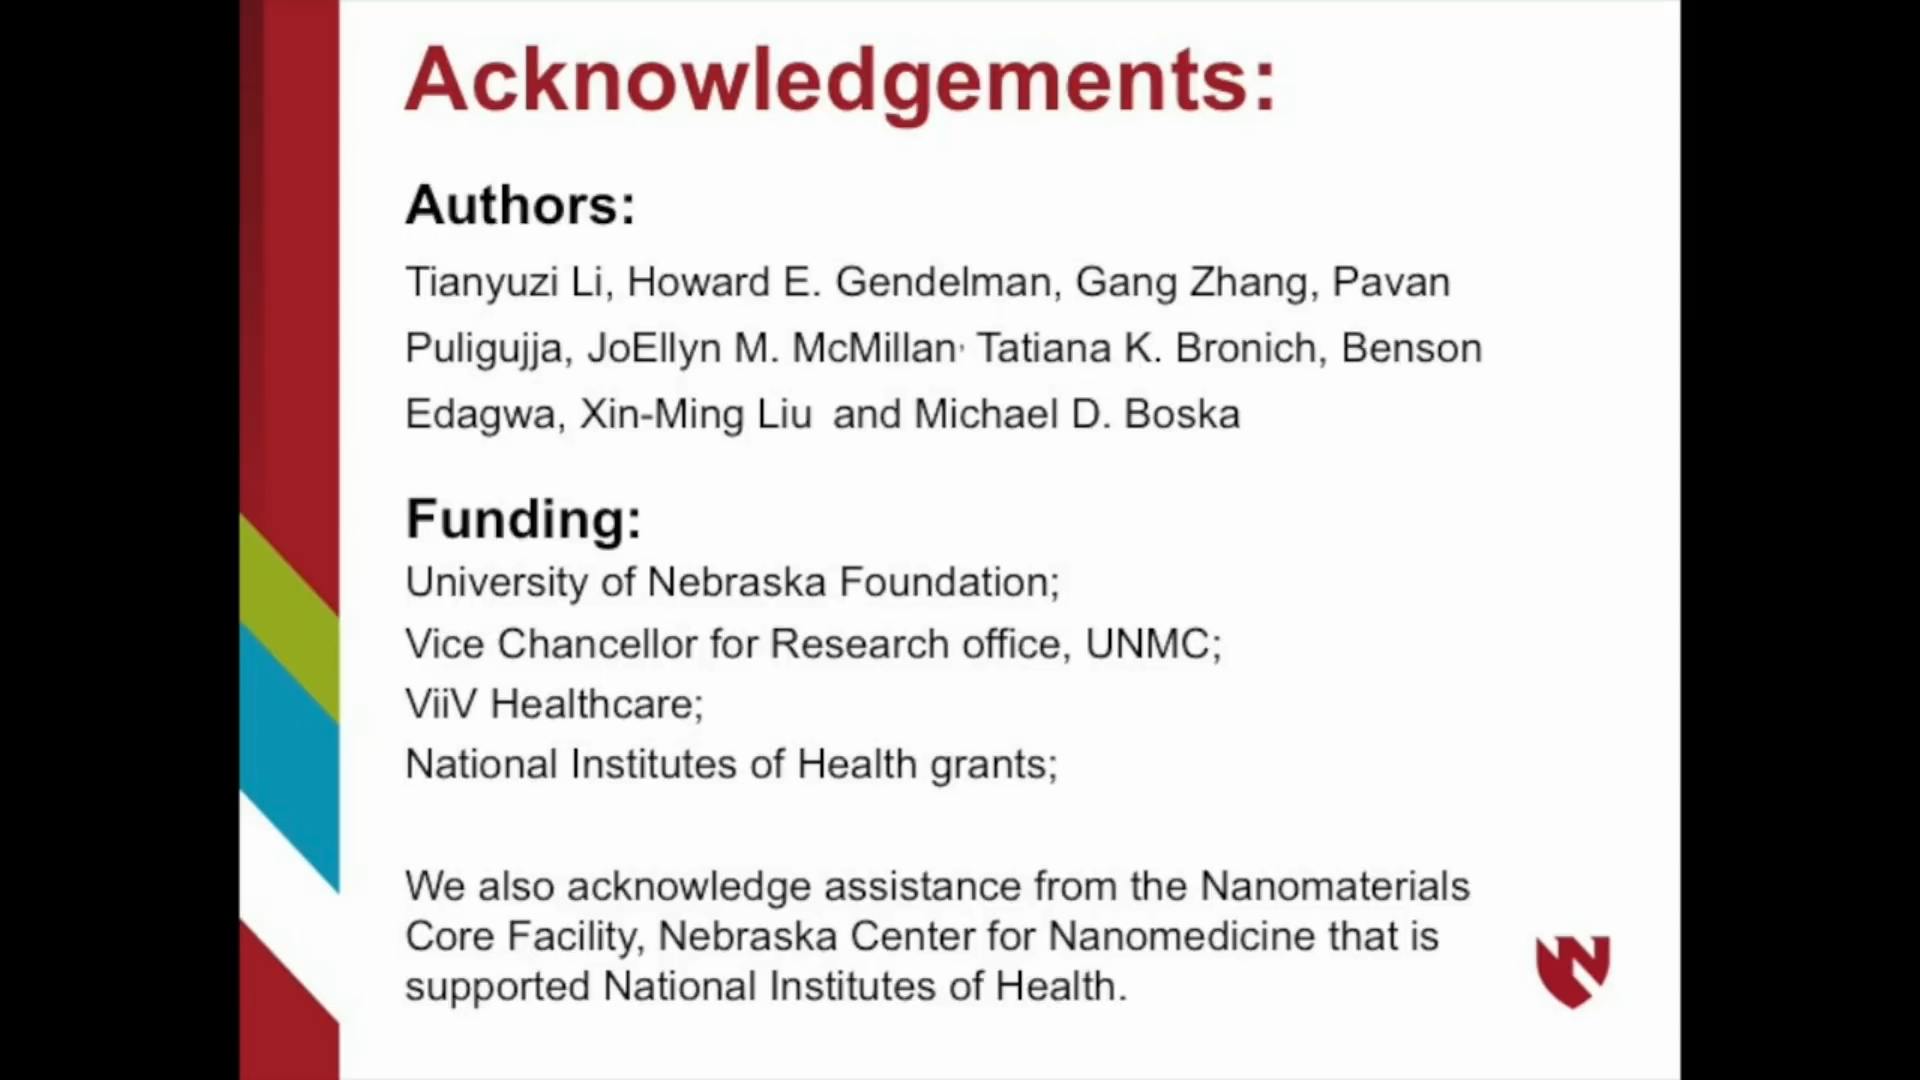 Acknowledgements:
Authors:
Tianyuzi Li, Howard E. Gendelman, Gang Zhang, Pavan
Puligujja, JoEllyn M. McMillan, Tatiana K. Bronich, Benson
Edagwa, Xin-Ming Liu and Michael D. Boska
Funding:
University of Nebraska Foundation;
Vice Chancellor for Research office, UNMC;
ViiV Healthcare;
National Institutes of Health grants;
We also acknowledge assistance from the Nanomaterials
Core Facility, Nebraska Center for Nanomedicine that is
supported National Institutes of Health.